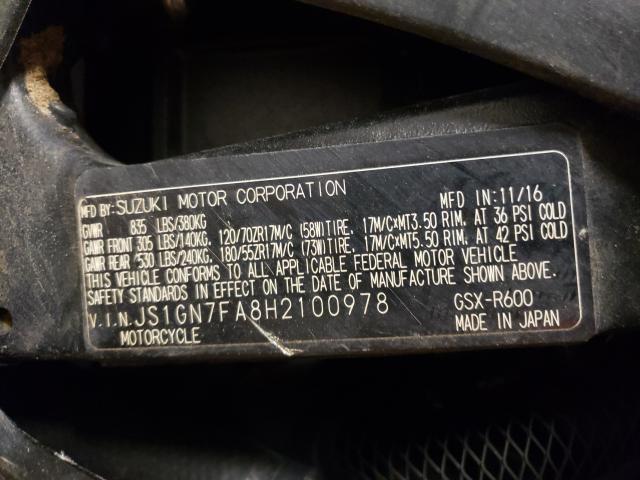 MFD BY:SUZUKI MOTOR CORPORATION MFD IN:11/16
GVWR 835 LBS/380KG
GAWR FRONT 305 LBS/140KG, 120/70ZR17M/C (58W)TIRE, 17M/C×MT3.50 RIM, AT 36 PSI COLD
GAWR REAR 530 LBS/240KG, 180/55ZR17M/C (73W)TIRE, 17M/C×MT5.50 RIM, AT 42 PSI COLD
THIS VEHICLE CONFORMS TO ALL APPLICABLE FEDERAL MOTOR VEHICLE
SAFETY STANDARDS IN EFFECT ON THE DATE OF MANUFACTURE SHOWN ABOVE.
V.I.N.JS1GN7FA8H2100978 GSX-R600
MOTORCYCLE MADE IN JAPAN